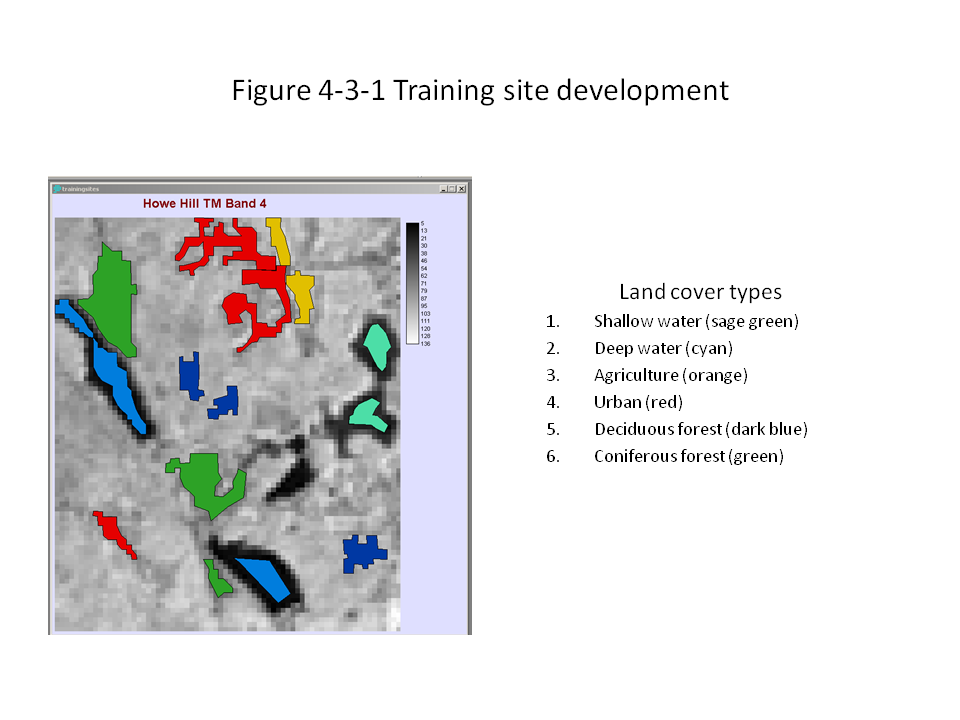 Figure 4-3-1 Training site development
trainingsites
Howe Hill TM Band 4
5
13
21
30
38
46
54
62
71
79
87
95
103
111
120
128
136
Land cover types
1. Shallow water (sage green)
2. Deep water (cyan)
3. Agriculture (orange)
4. Urban (red)
5. Deciduous forest (dark blue)
6. Coniferous forest (green)